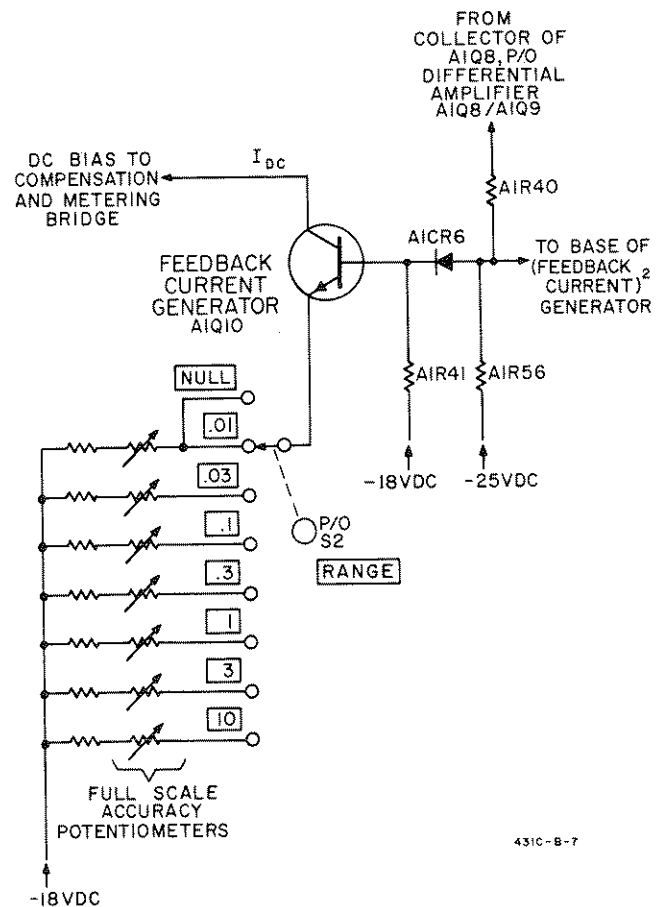 FROM
COLLECTOR OF
A1Q8, P/O
DIFFERENTIAL
AMPLIFIER
A1Q8/A1Q9
DC BIAS TO
COMPENSATION
AND METERING
BRIDGE
IDC
A1R40
A1CR6
TO BASE OF
(FEEDBACK
CURRENT)²
GENERATOR
FEEDBACK
CURRENT
GENERATOR
A1Q10
A1R41
A1R56
-18VDC
-25VDC
NULL
.01
.03
.1
.3
1
3
10
P/O
S2
RANGE
FULL SCALE
ACCURACY
POTENTIOMETERS
-18VDC
431C-B-7